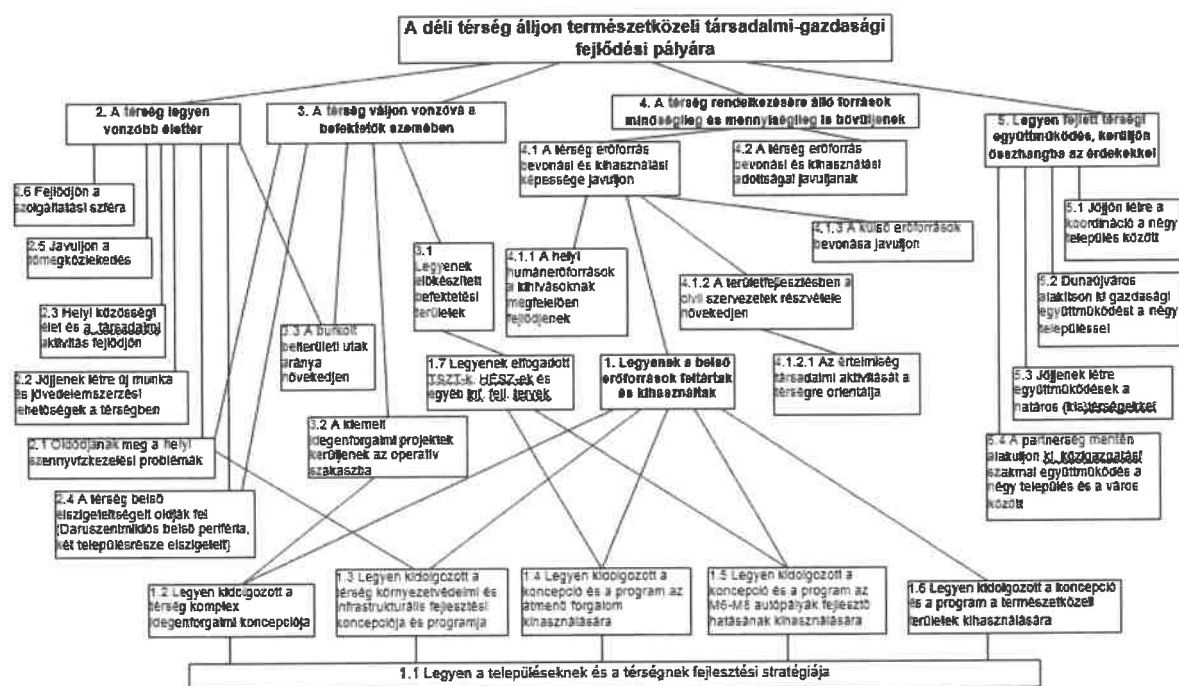 A déli térség álljon természetközeli társadalmi-gazdasági
fejlődési pályára
2. A térség legyen
vonzóbb élettér
3. A térség váljon vonzóvá a
befektetők szemében
4. A térség rendelkezésére álló források
minőségileg és mennyiségileg is bővüljenek
5. Legyen fejlett térségi
együttműködés, kerüljön
összhangba az érdekekkel
4.1 A térség erőforrás
bevonási és kihasználási
képessége javuljon
4.2 A térség erőforrás
bevonási és kihasználási
adottságai javuljanak
2.6 Fejlődjön a
szolgáltatási szféra
5.1 Jöjjön létre a
koordináció a négy
település között
4.1.3 A külső erőforrások
bevonása javuljon
2.5 Javuljon a
tömegközlekedés
3.1
Legyenek
előkészített
befektetési
területek
4.1.1 A helyi
humánerőforrások
a kihívásoknak
megfelelően
fejlődjenek
4.1.2 A területfejlesztésben a
civil szervezetek részvétele
növekedjen
5.2 Dunaújváros
alakítson ki gazdasági
együttműködést a négy
településsel
2.3 Helyi közösségi
élet és a társadalmi
aktivitás fejlődjön
3.3 A burkolt
belterületi utak
aránya
növekedjen
1.7 Legyenek elfogadott
TSZT-k, HÉSZ-ek és
egyéb inf. fejl. tervek
1. Legyenek a belső
erőforrások feltártak
és kihasználtak
4.1.2.1 Az értelmiség
társadalmi aktivitását a
térségre orientálja
2.2 Jöjjenek létre új munka
és jövedelemszerzési
lehetőségek a térségben
5.3 Jöjjenek létre
együttműködések a
határos (kis)térségekkel
3.2 A kiemelt
idegenforgalmi projektek
kerüljenek az operatív
szakaszba
2.1 Oldódjanak meg a helyi
szennyvízkezelési problémák
5.4 A partnerség mentén
alakuljon ki közigazgatási
szakmai együttműködés a
négy település és a város
között
2.4 A térség belső
elszigeteltségeit oldják fel
(Daruszentmiklós belső periféria,
két településrésze elszigetelt)
1.2 Legyen kidolgozott a
térség komplex
idegenforgalmi koncepciója
1.3 Legyen kidolgozott a
térség környezetvédelmi és
infrastrukturális fejlesztési
koncepciója és programja
1.4 Legyen kidolgozott a
koncepció és a program az
átmenő forgalom
kihasználására
1.5 Legyen kidolgozott a
koncepció és a program az
M6-M8 autópályák fejlesztő
hatásának kihasználására
1.6 Legyen kidolgozott a koncepció
és a program a természetközeli
területek kihasználására
1.1 Legyen a településeknek és a térségnek fejlesztési stratégiája